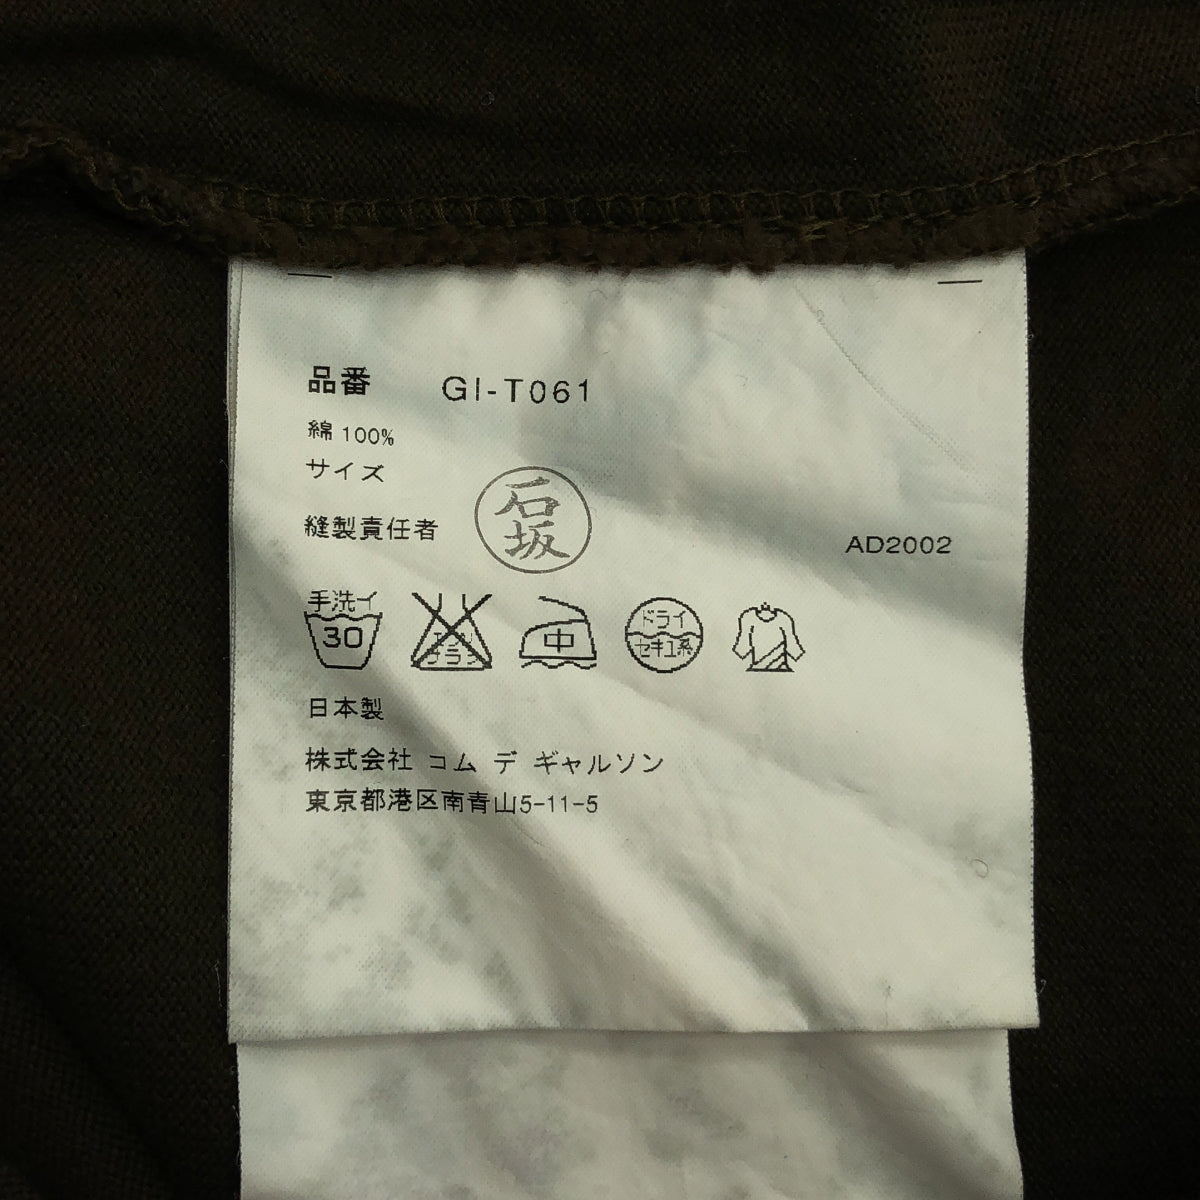 品番 GI-T061
綿 100%
サイズ
縫製責任者 石坂 AD2002
手洗イ
30 中 ドライ
セキユ系
日本製
株式会社 コム デ ギャルソン
東京都港区南青山5-11-5